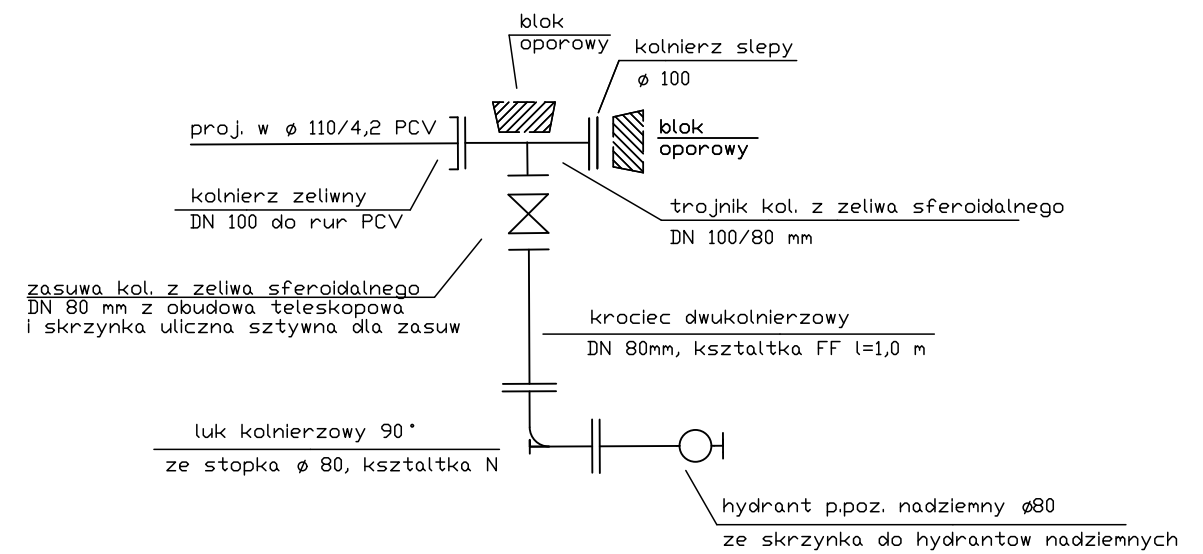 blok
oporowy
kolnierz slepy
ø 100
proj. w ø 110/4,2 PCV
blok
oporowy
kolnierz zeliwny
DN 100 do rur PCV
trojnik kol. z zeliwa sferoidalnego
DN 100/80 mm
zasuwa kol. z zeliwa sferoidalnego
DN 80 mm z obudowa teleskopowa
i skrzynka uliczna sztywna dla zasuw
krociec dwukolnierzowy
DN 80mm, ksztaltka FF l=1,0 m
luk kolnierzowy 90°
ze stopka ø 80, ksztaltka N
hydrant p.poz. nadziemny ø80
ze skrzynka do hydrantow nadziemnych